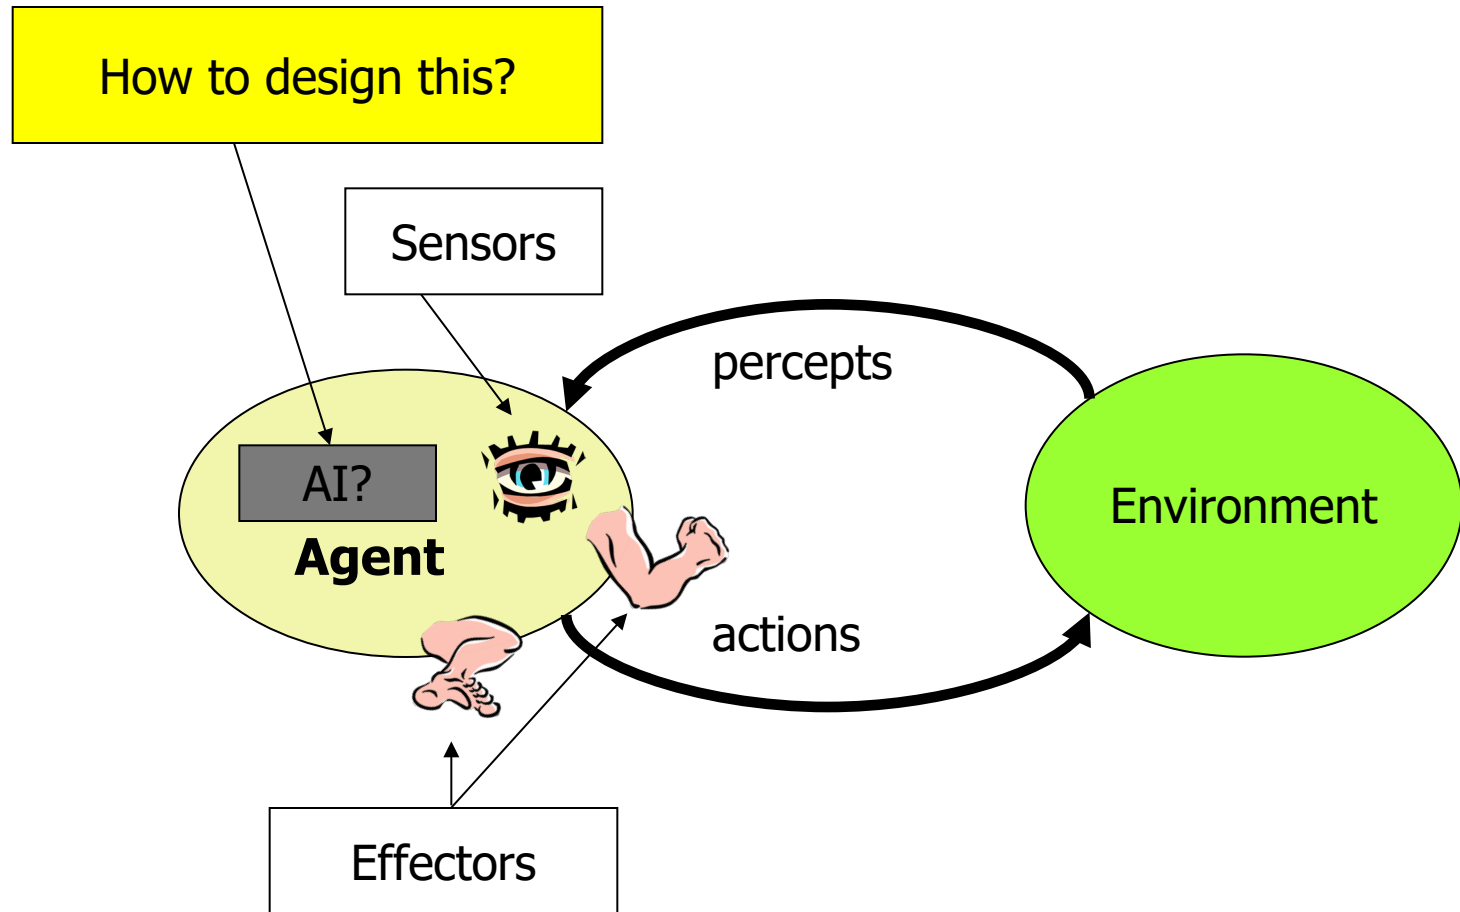 How to design this?
Sensors
percepts
AI?
Agent
Environment
actions
Effectors